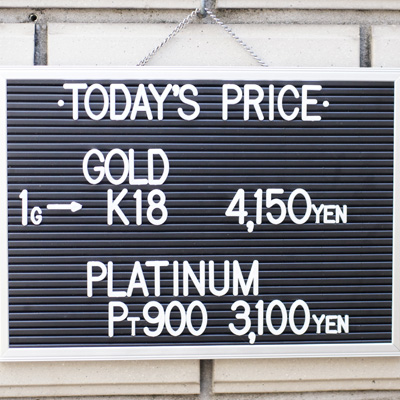 ·TODAY'S PRICE·
GOLD
1G→ K18 4,150YEN
PLATINUM
PT900 3,100YEN